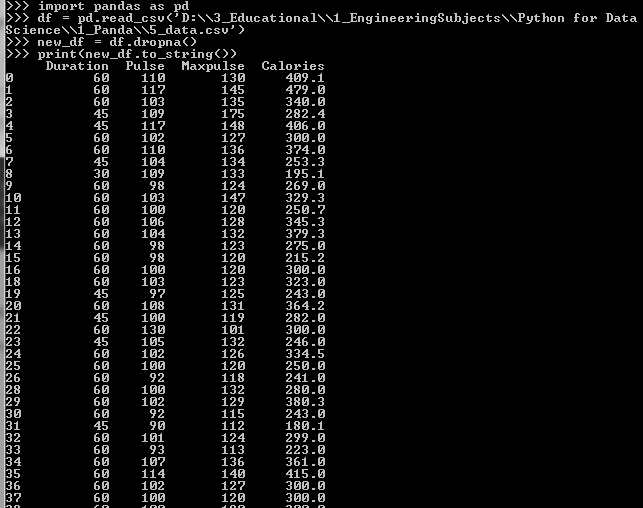 >>> import pandas as pd
>>> df = pd.read_csv('D:\\3_Educational\\1_EngineeringSubjects\\Python for Data
Science\\1_Panda\\5_data.csv')
>>> new_df = df.dropna()
>>> print(new_df.to_string())
Duration Pulse Maxpulse Calories
0 60 110 130 409.1
1 60 117 145 479.0
2 60 103 135 340.0
3 45 109 175 282.4
4 45 117 148 406.0
5 60 102 127 300.0
6 60 110 136 374.0
7 45 104 134 253.3
8 30 109 133 195.1
9 60 98 124 269.0
10 60 103 147 329.3
11 60 100 120 250.7
12 60 106 128 345.3
13 60 104 132 379.3
14 60 98 123 275.0
15 60 98 120 215.2
16 60 100 120 300.0
18 60 103 123 323.0
19 45 97 125 243.0
20 60 108 131 364.2
21 45 100 119 282.0
22 60 130 101 300.0
23 45 105 132 246.0
24 60 102 126 334.5
25 60 100 120 250.0
26 60 92 118 241.0
28 60 100 132 280.0
29 60 102 129 380.3
30 60 92 115 243.0
31 45 90 112 180.1
32 60 101 124 299.0
33 60 93 113 223.0
34 60 107 136 361.0
35 60 114 140 415.0
36 60 102 127 300.0
37 60 100 120 300.0